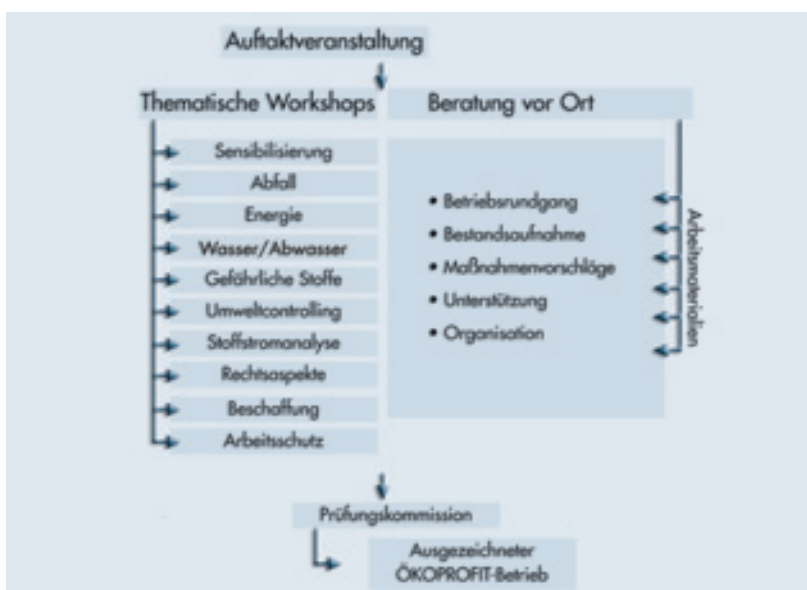 Auftaktveranstaltung
Thematische Workshops
Sensibilisierung
Abfall
Energie
Wasser/Abwasser
Gefährliche Stoffe
Umweltcontrolling
Stoffstromanalyse
Rechtsaspekte
Beschaffung
Arbeitsschutz
Beratung vor Ort
• Betriebsrundgang
• Bestandsaufnahme
• Maßnahmenvorschläge
• Unterstützung
• Organisation
Arbeitsmaterialien
Prüfungskommission
Ausgezeichneter
ÖKOPROFIT-Betrieb